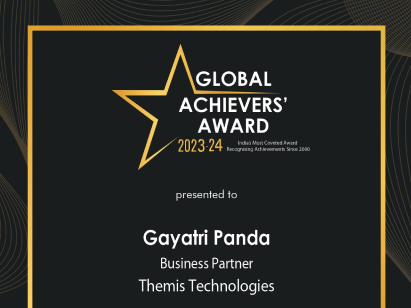 GLOBAL
ACHIEVERS'
AWARD
2023-24
India's Most Coveted Award
Recognising Achievements Since 2000
presented to
Gayatri Panda
Business Partner
Themis Technologies